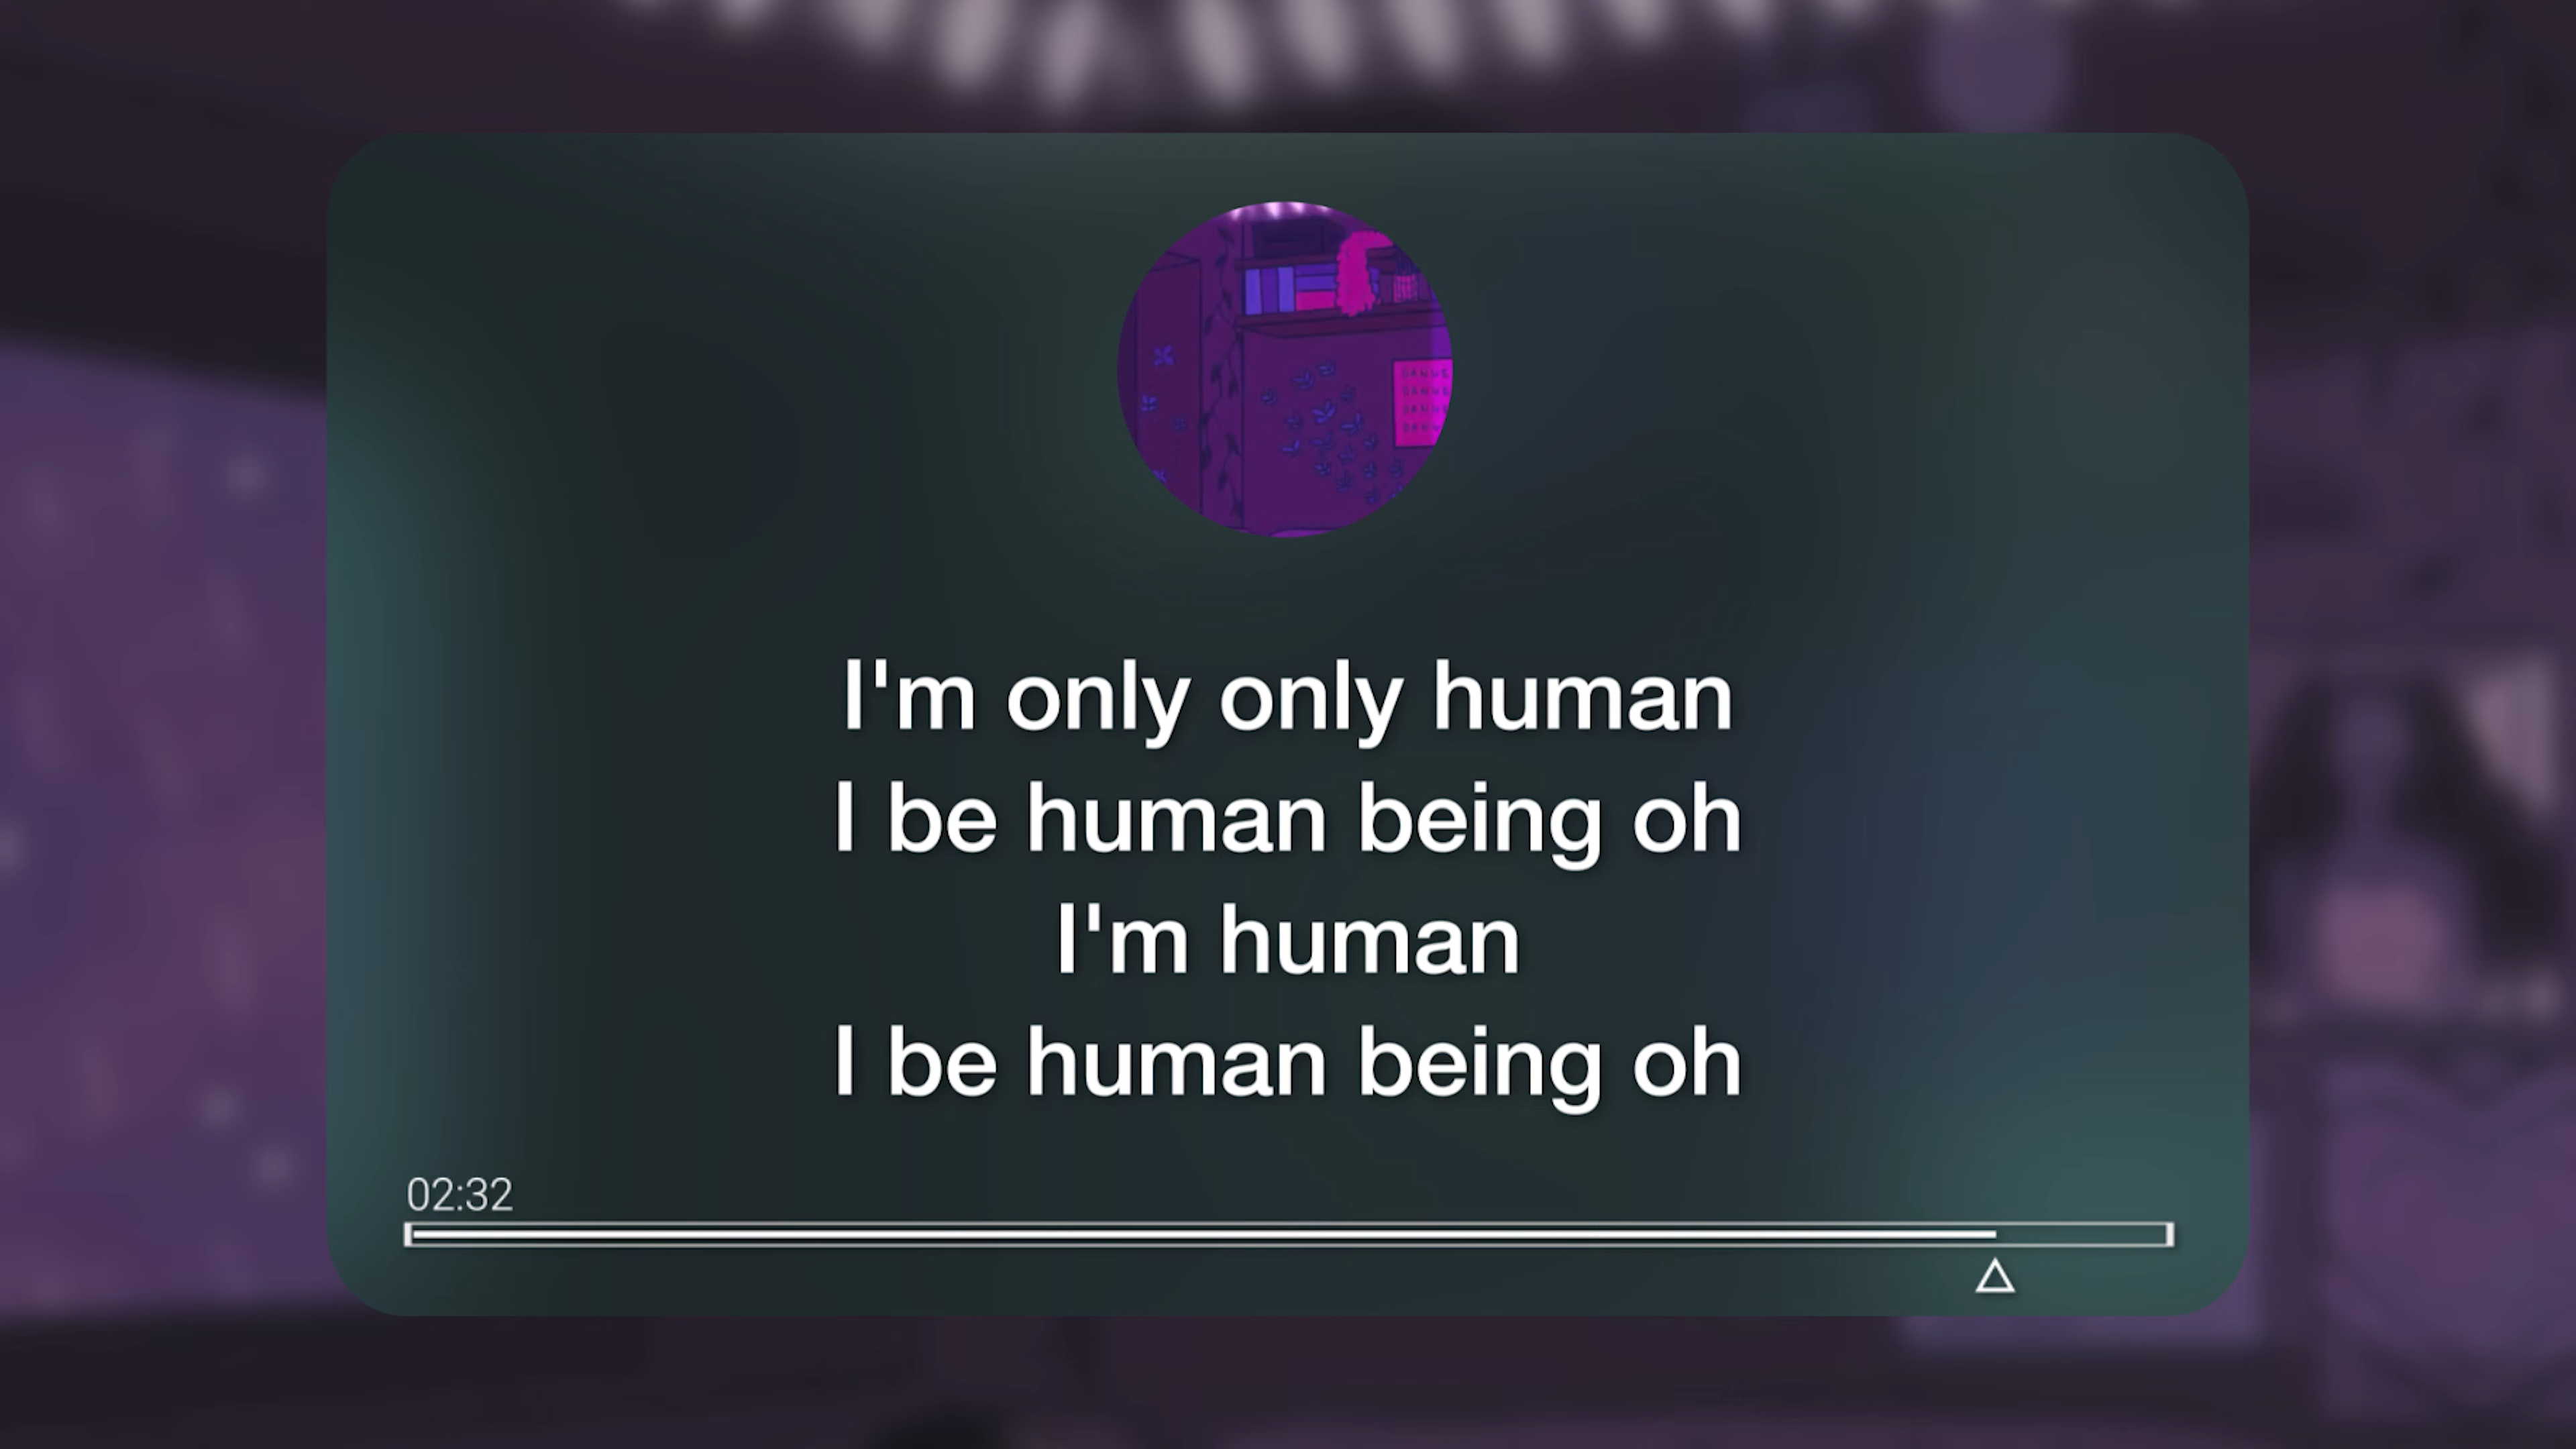 I'm only only human
I be human being oh
I'm human
I be human being oh
02:32